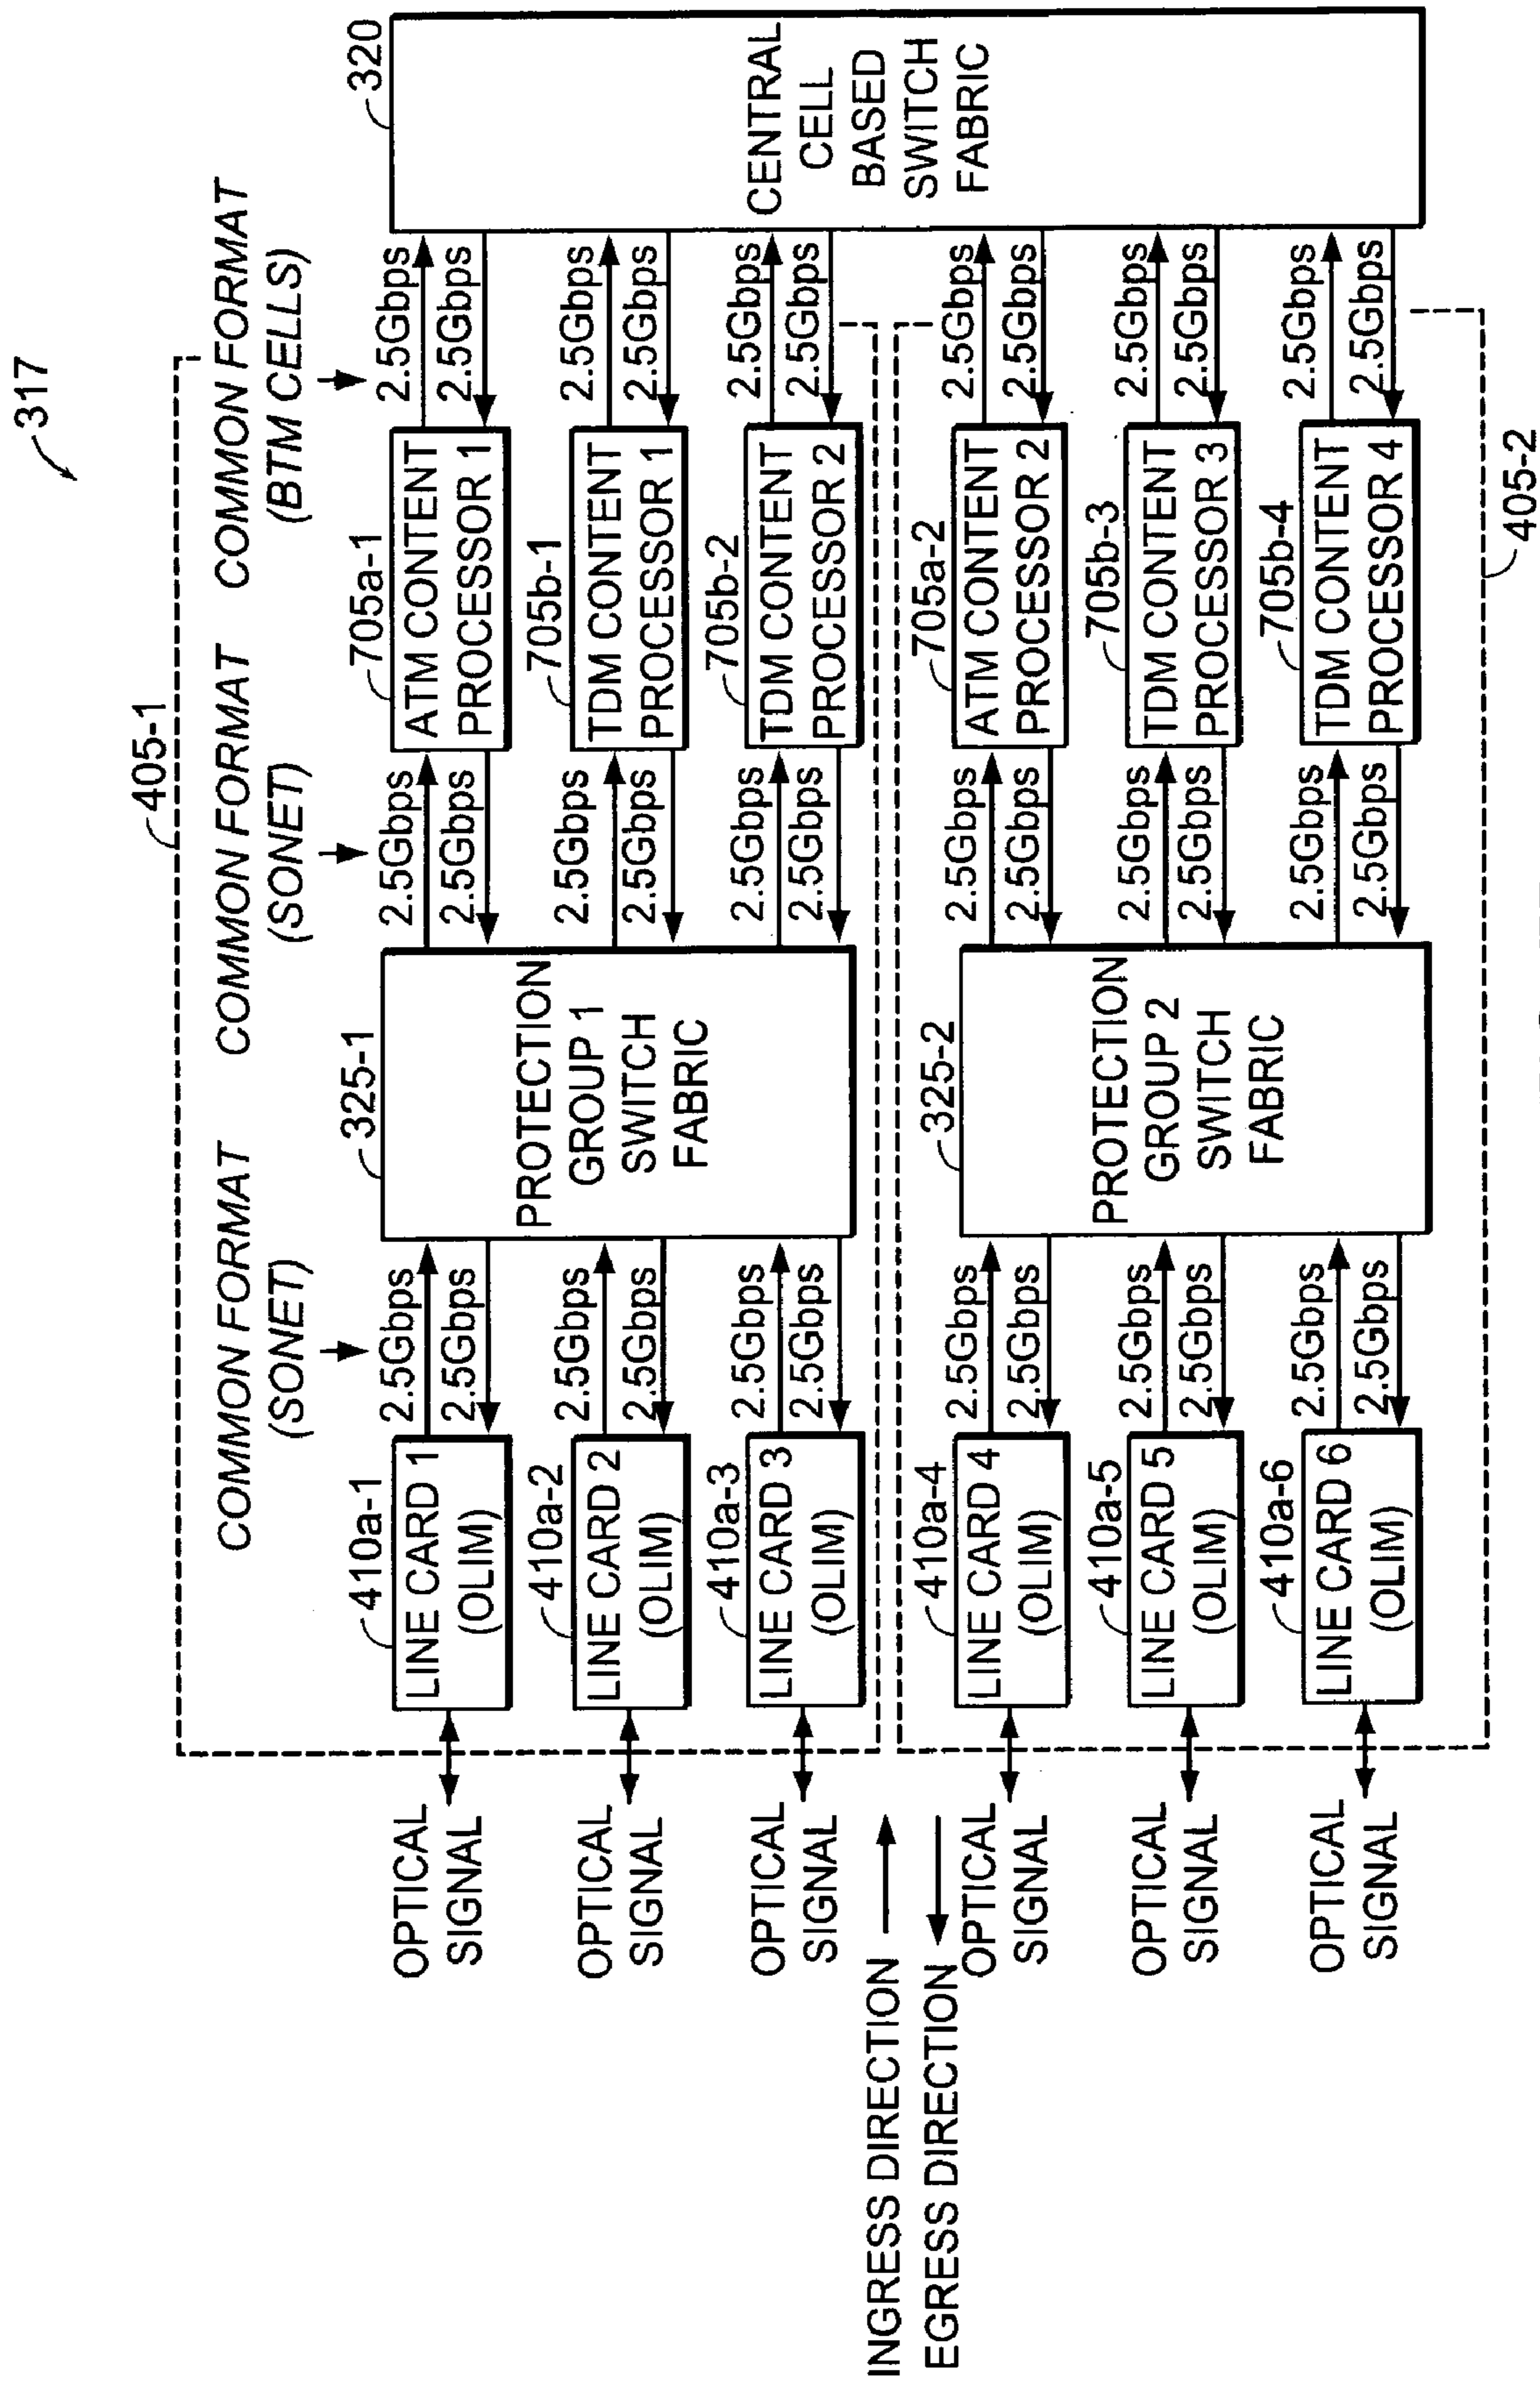 317
405-1
COMMON FORMAT
(SONET)
COMMON FORMAT
(SONET)
COMMON FORMAT
(BTM CELLS)
OPTICAL
SIGNAL
410a-1
LINE CARD 1
(OLIM)
2.5Gbps
2.5Gbps
325-1
PROTECTION
GROUP 1
SWITCH
FABRIC
2.5Gbps
2.5Gbps
705a-1
ATM CONTENT
PROCESSOR 1
2.5Gbps
2.5Gbps
320
CENTRAL
CELL
BASED
SWITCH
FABRIC
OPTICAL
SIGNAL
410a-2
LINE CARD 2
(OLIM)
2.5Gbps
2.5Gbps
2.5Gbps
2.5Gbps
705b-1
TDM CONTENT
PROCESSOR 1
2.5Gbps
2.5Gbps
OPTICAL
SIGNAL
410a-3
LINE CARD 3
(OLIM)
2.5Gbps
2.5Gbps
2.5Gbps
2.5Gbps
705b-2
TDM CONTENT
PROCESSOR 2
2.5Gbps
2.5Gbps
INGRESS DIRECTION
EGRESS DIRECTION
OPTICAL
SIGNAL
410a-4
LINE CARD 4
(OLIM)
2.5Gbps
2.5Gbps
325-2
PROTECTION
GROUP 2
SWITCH
FABRIC
2.5Gbps
2.5Gbps
705a-2
ATM CONTENT
PROCESSOR 2
2.5Gbps
2.5Gbps
OPTICAL
SIGNAL
410a-5
LINE CARD 5
(OLIM)
2.5Gbps
2.5Gbps
2.5Gbps
2.5Gbps
705b-3
TDM CONTENT
PROCESSOR 3
2.5Gbps
2.5Gbps
OPTICAL
SIGNAL
410a-6
LINE CARD 6
(OLIM)
2.5Gbps
2.5Gbps
2.5Gbps
2.5Gbps
705b-4
TDM CONTENT
PROCESSOR 4
2.5Gbps
2.5Gbps
405-2